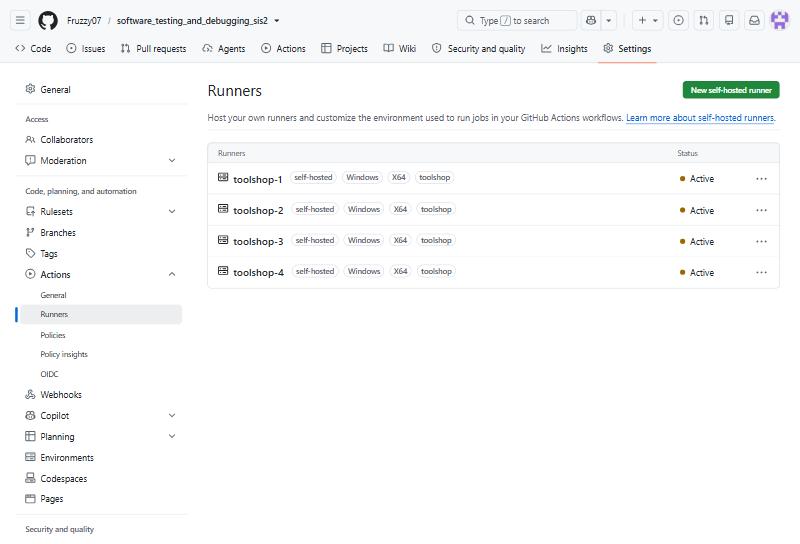 Fruzzy07 / software_testing_and_debugging_sis2
Type / to search
Code Issues Pull requests Agents Actions Projects Wiki Security and quality Insights Settings
General
Access
Collaborators
Moderation
Code, planning, and automation
Rulesets
Branches
Tags
Actions
General
Runners
Policies
Policy insights
OIDC
Webhooks
Copilot
Planning
Environments
Codespaces
Pages
Security and quality
Runners
New self-hosted runner
Host your own runners and customize the environment used to run jobs in your GitHub Actions workflows. Learn more about self-hosted runners.
Runners Status
toolshop-1 self-hosted Windows X64 toolshop Active
toolshop-2 self-hosted Windows X64 toolshop Active
toolshop-3 self-hosted Windows X64 toolshop Active
toolshop-4 self-hosted Windows X64 toolshop Active